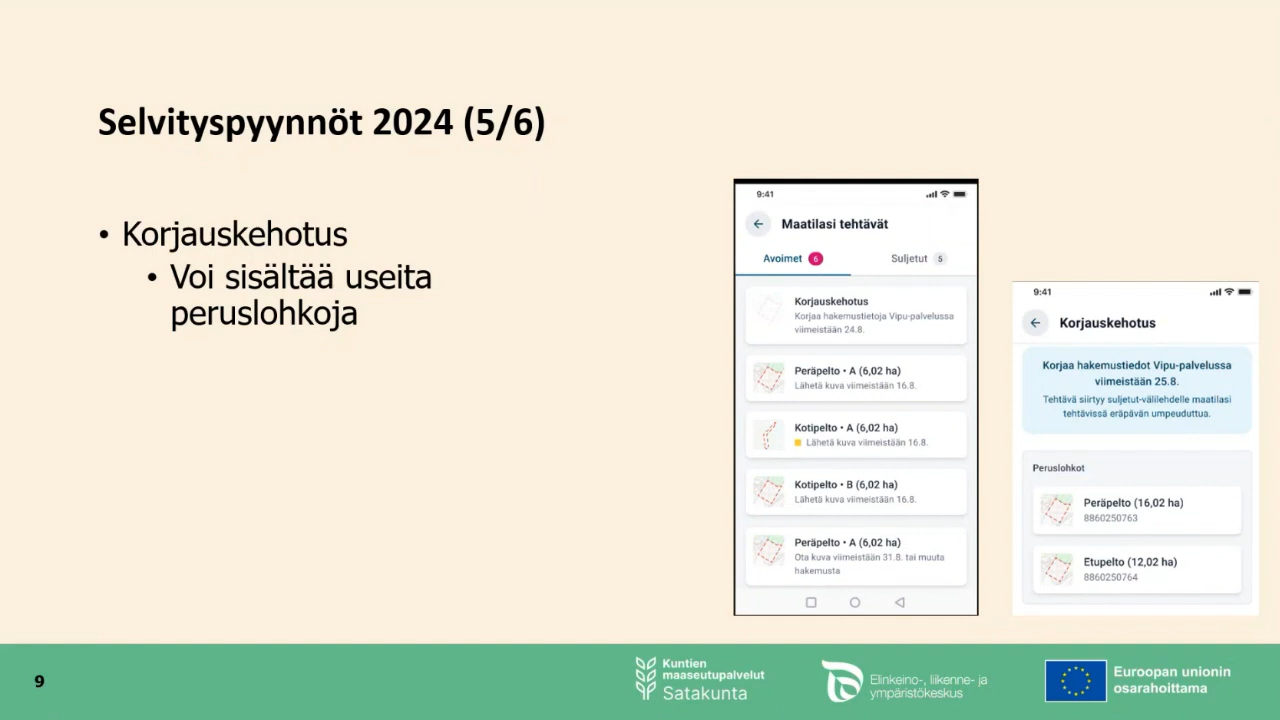 Selvityspyynnöt 2024 (5/6)
• Korjauskehotus
• Voi sisältää useita
peruslohkoja
9:41
Maatilasi tehtävät
Avoimet 6
Suljetut 5
Korjauskehotus
Korjaa hakemustietoja Vipu-palvelussa
viimeistään 24.8.
Peräpelto • A (6,02 ha)
Lähetä kuva viimeistään 16.8.
Kotipelto • A (6,02 ha)
Lähetä kuva viimeistään 16.8.
Kotipelto • B (6,02 ha)
Lähetä kuva viimeistään 16.8.
Peräpelto • A (6,02 ha)
Ota kuva viimeistään 31.8. tai muuta
hakemusta
9:41
Korjauskehotus
Korjaa hakemustiedot Vipu-palvelussa
viimeistään 25.8.
Tehtävä siirtyy suljetut-välilehdelle maatilasi
tehtävissä eräpäivän umpeuduttua.
Peruslohkot
Peräpelto (16,02 ha)
8860250763
Etupelto (12,02 ha)
8860250764
9
Kuntien
maaseutupalvelut
Satakunta
Elinkeino-, liikenne- ja
ympäristökeskus
Euroopan unionin
osarahoittama